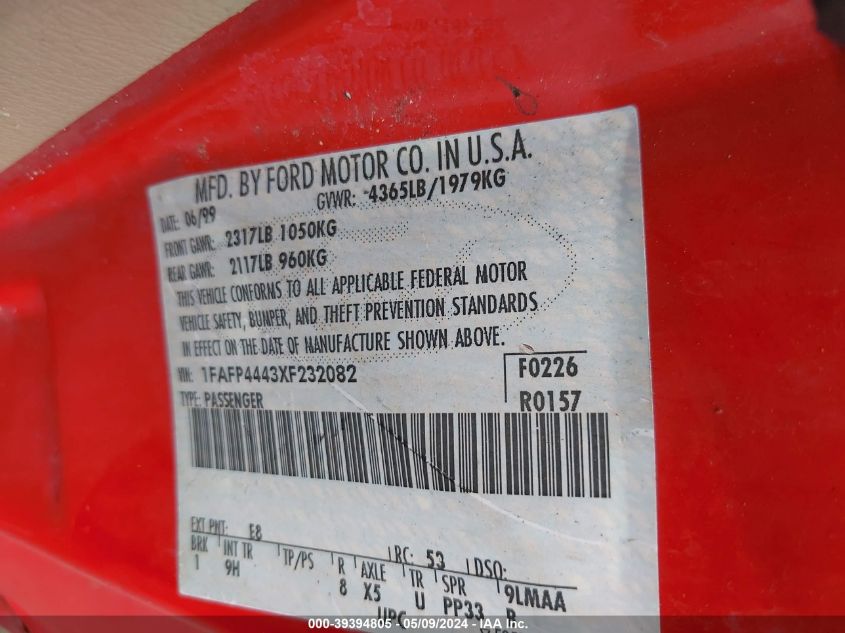 MFD. BY FORD MOTOR CO. IN U.S.A.
DATE: 06/99 GVWR: 4365LB/1979KG
FRONT GAWR: 2317LB 1050KG
REAR GAWR: 2117LB 960KG
THIS VEHICLE CONFORMS TO ALL APPLICABLE FEDERAL MOTOR
VEHICLE SAFETY, BUMPER, AND THEFT PREVENTION STANDARDS
IN EFFECT ON THE DATE OF MANUFACTURE SHOWN ABOVE.
VIN: 1FAFP4443XF232082 F0226
TYPE: PASSENGER R0157
EXT PNT: E8 RC: 53 DSO:
BRK INT TR TP/PS R AXLE TR SPR
1 9H 8 X5 U PP33 R 9LMAA
UPC
000-39394805 - 05/09/2024 - IAA Inc.